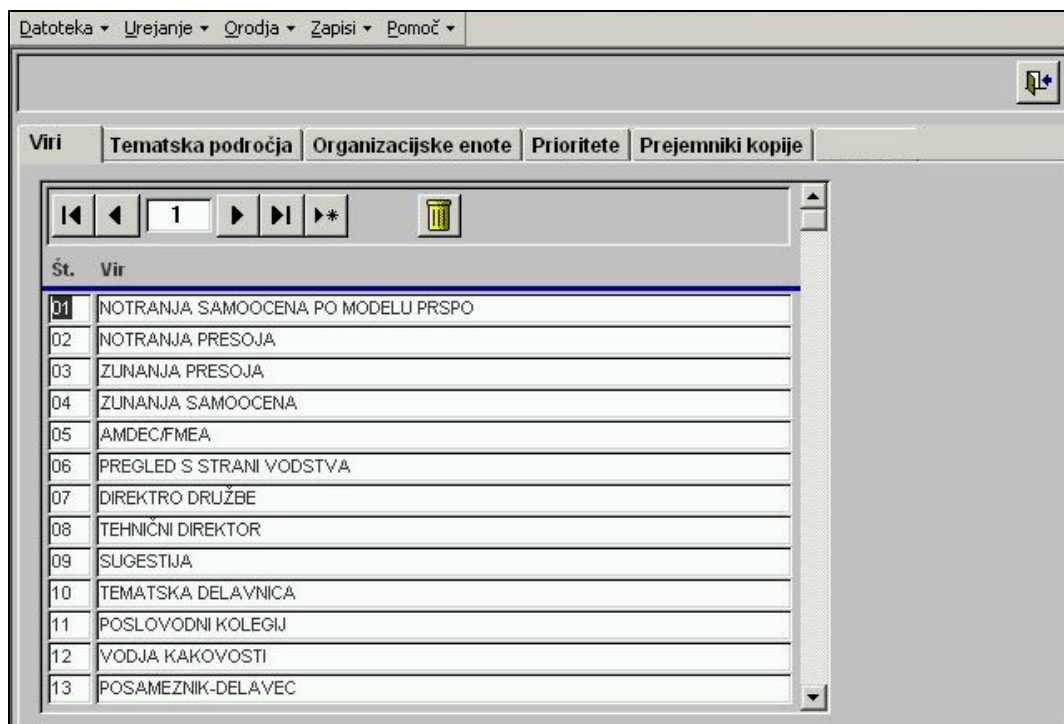 Datoteka Urejanje Orodja Zapisi Pomoč
Viri Tematska področja Organizacijske enote Prioritete Prejemniki kopije
1
Št. Vir
01 NOTRANJA SAMOOCENA PO MODELU PRSPO
02 NOTRANJA PRESOJA
03 ZUNANJA PRESOJA
04 ZUNANJA SAMOOCENA
05 AMDEC/FMEA
06 PREGLED S STRANI VODSTVA
07 DIREKTRO DRUŽBE
08 TEHNIČNI DIREKTOR
09 SUGESTIJA
10 TEMATSKA DELAVNICA
11 POSLOVODNI KOLEGIJ
12 VODJA KAKOVOSTI
13 POSAMEZNIK-DELAVEC